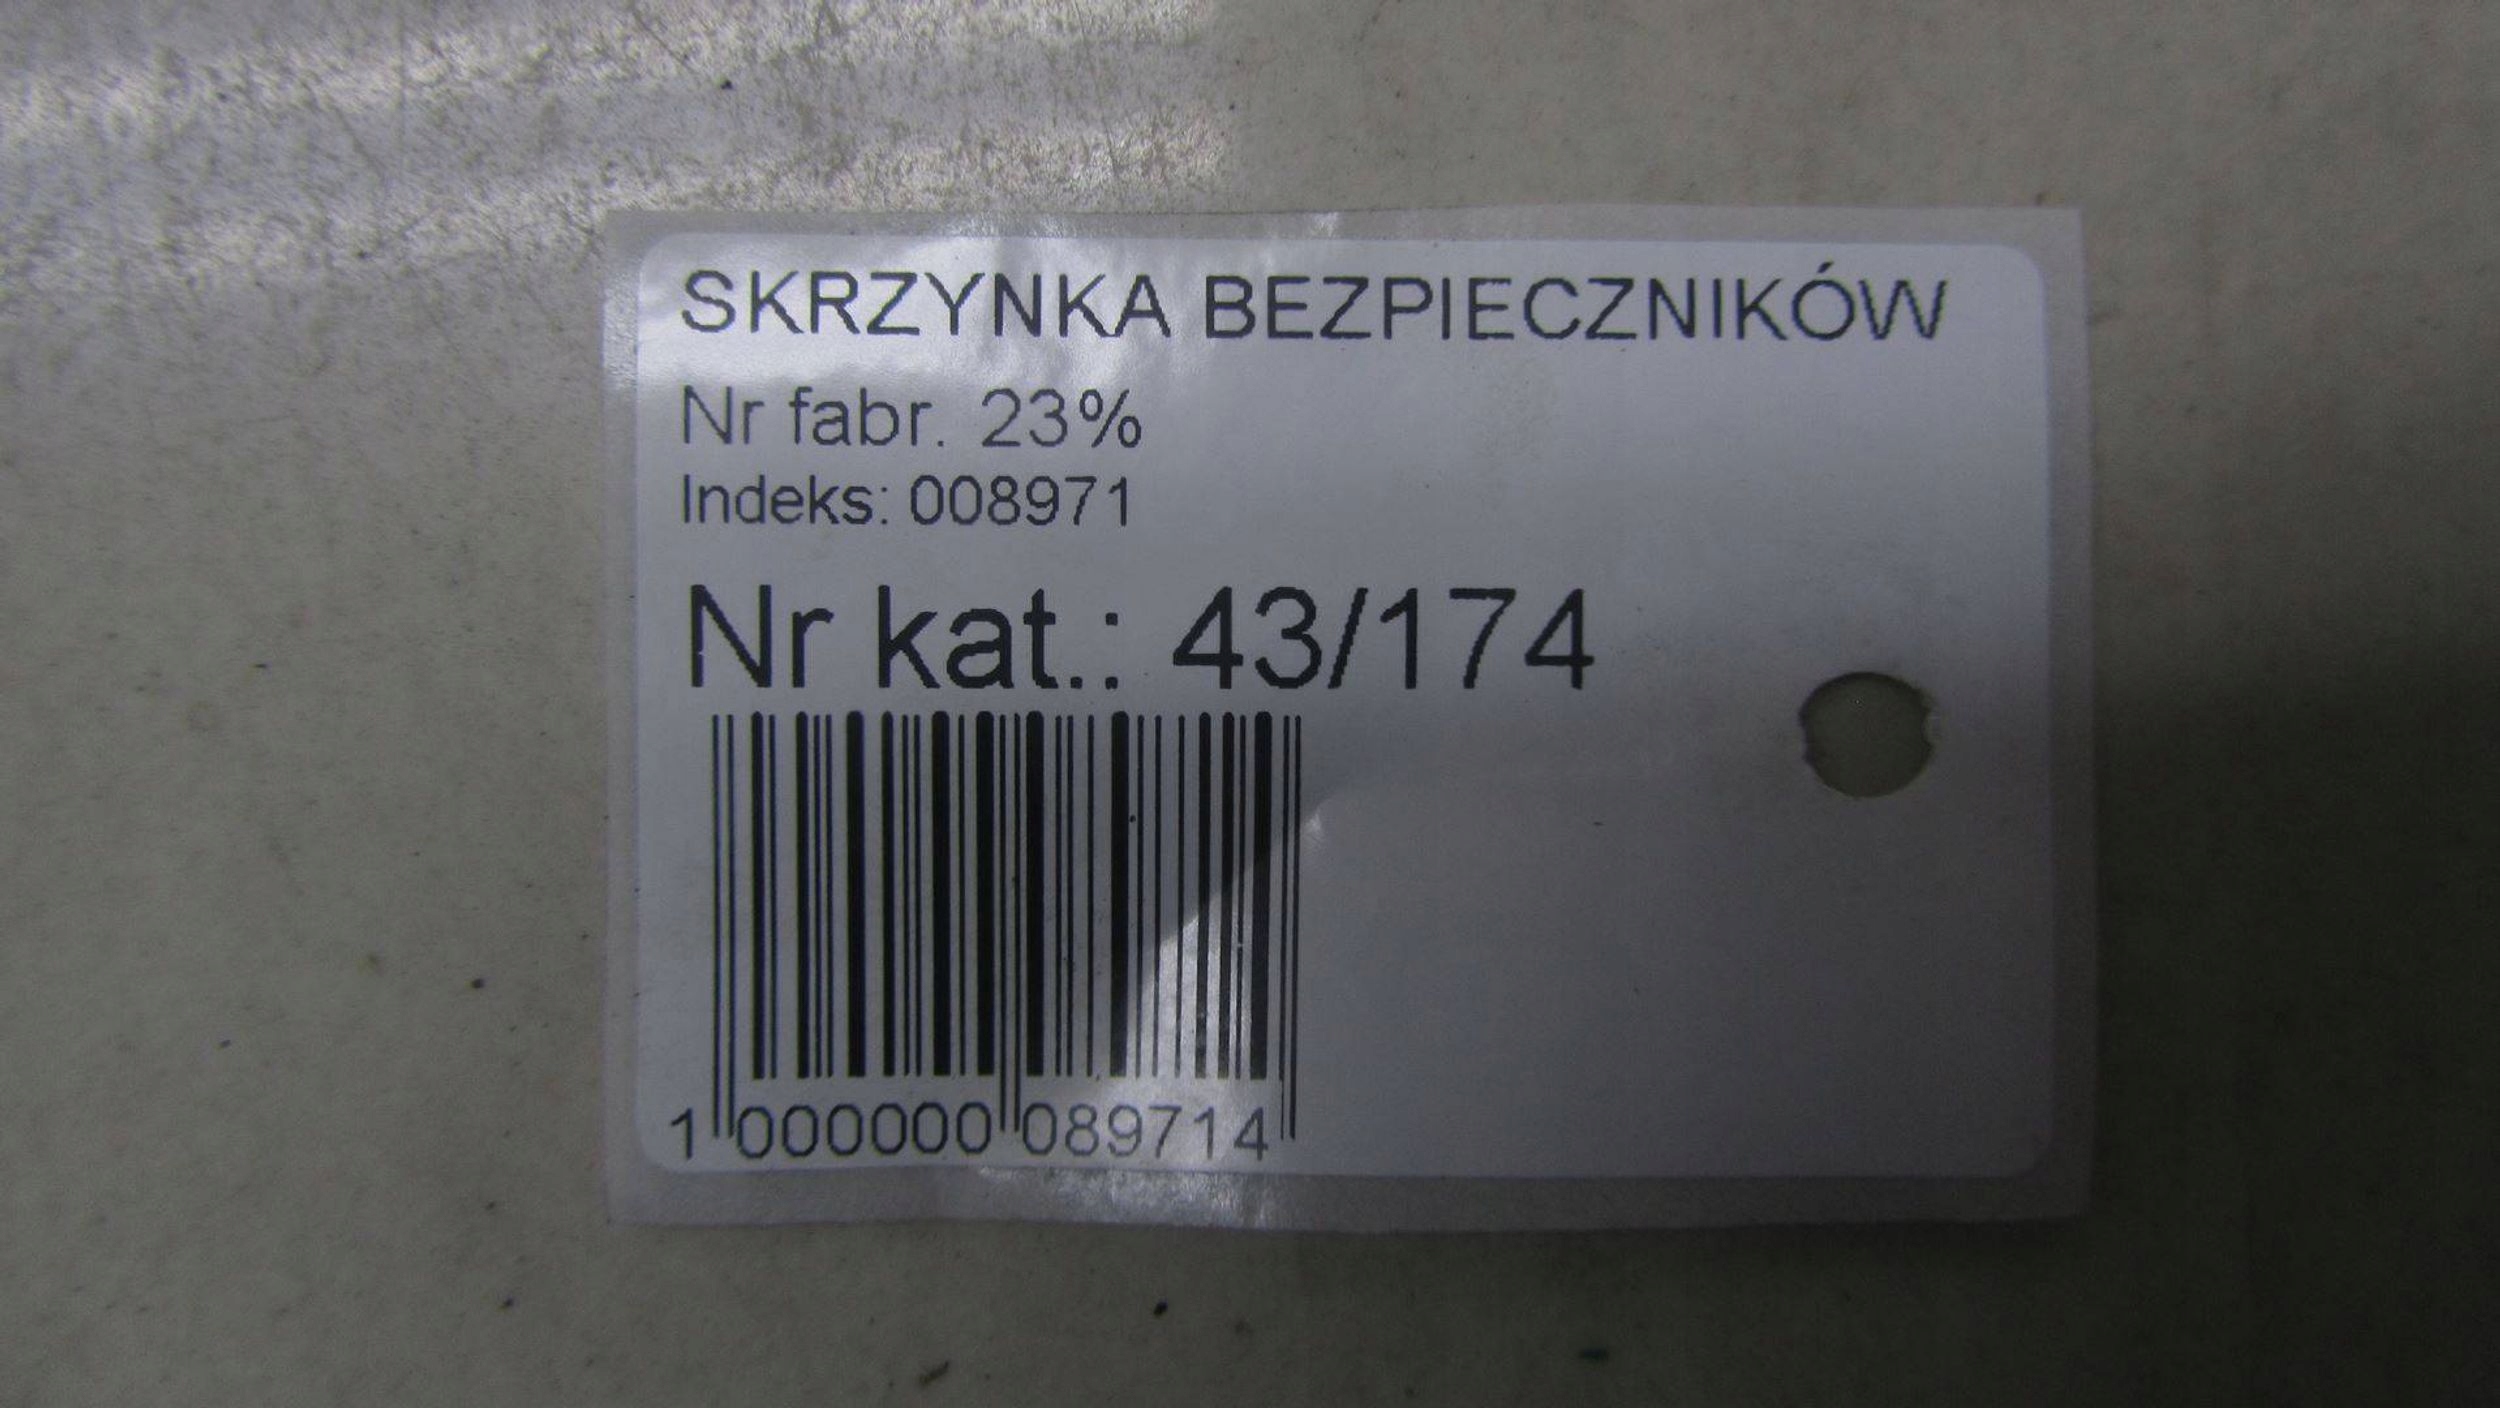 SKRZYNKA BEZPIECZNIKÓW
Nr fabr. 23%
Indeks: 008971
Nr kat.: 43/174
1 000000 089714